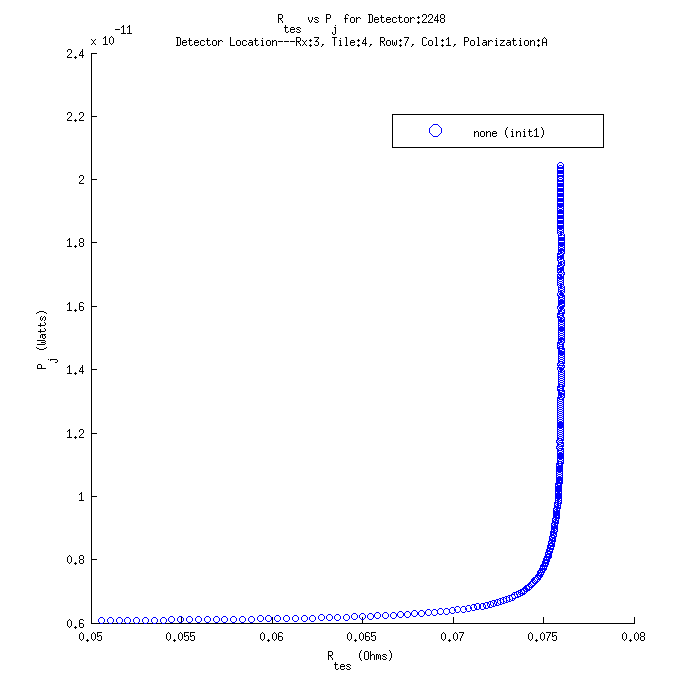 R_tes vs P_j for Detector:2248
Detector Location---Rx:3, Tile:4, Row:7, Col:1, Polarization:A
x 10^-11
2.4
2.2
2
1.8
1.6
1.4
1.2
1
0.8
0.6
P_j (Watts)
none (init1)
0.05 0.055 0.06 0.065 0.07 0.075 0.08
R_tes (Ohms)